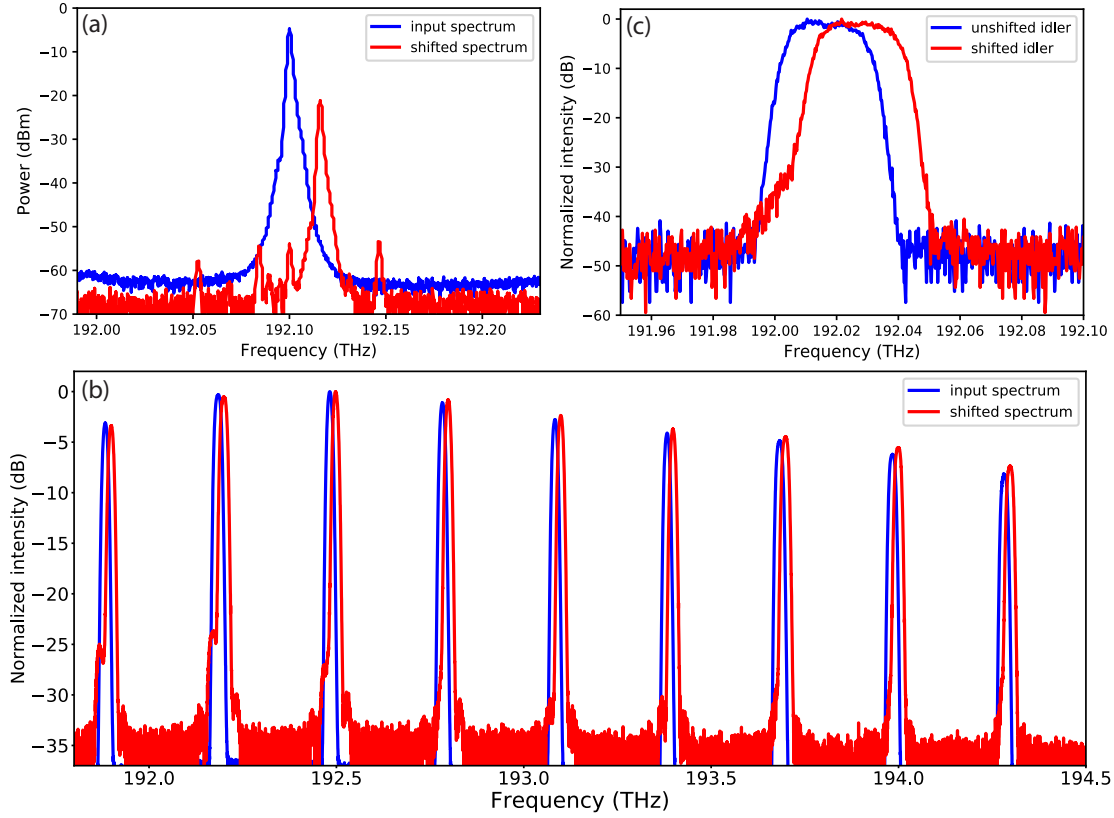 (a)
input spectrum
shifted spectrum
0
−10
−20
−30
−40
−50
−60
−70
Power (dBm)
192.00
192.05
192.10
192.15
192.20
Frequency (THz)
(c)
unshifted idler
shifted idler
0
−10
−20
−30
−40
−50
−60
Normalized intensity (dB)
191.96
191.98
192.00
192.02
192.04
192.06
192.08
192.10
Frequency (THz)
(b)
input spectrum
shifted spectrum
0
−5
−10
−15
−20
−25
−30
−35
Normalized intensity (dB)
192.0
192.5
193.0
193.5
194.0
194.5
Frequency (THz)